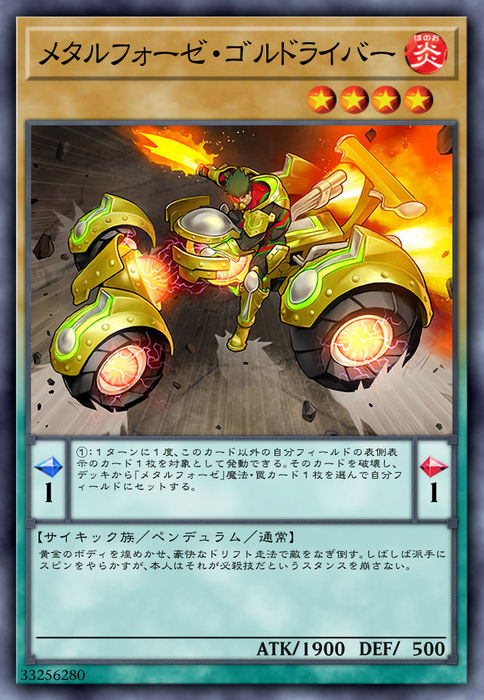 メタルフォーゼ・ゴルドライバー
ほのお
炎
①：１ターンに１度、このカード以外の自分フィールドの表側表
示のカード１枚を対象として発動できる。そのカードを破壊し、
デッキから「メタルフォーゼ」魔法・罠カード１枚を選んで自分フ
ィールドにセットする。
1
1
【サイキック族／ペンデュラム／通常】
黄金のボディを煌めかせ、豪快なドリフト走法で敵をなぎ倒す。しばしば派手に
スピンをやらかすが、本人はそれが必殺技だというスタンスを崩さない。
ATK/1900 DEF/ 500
33256280